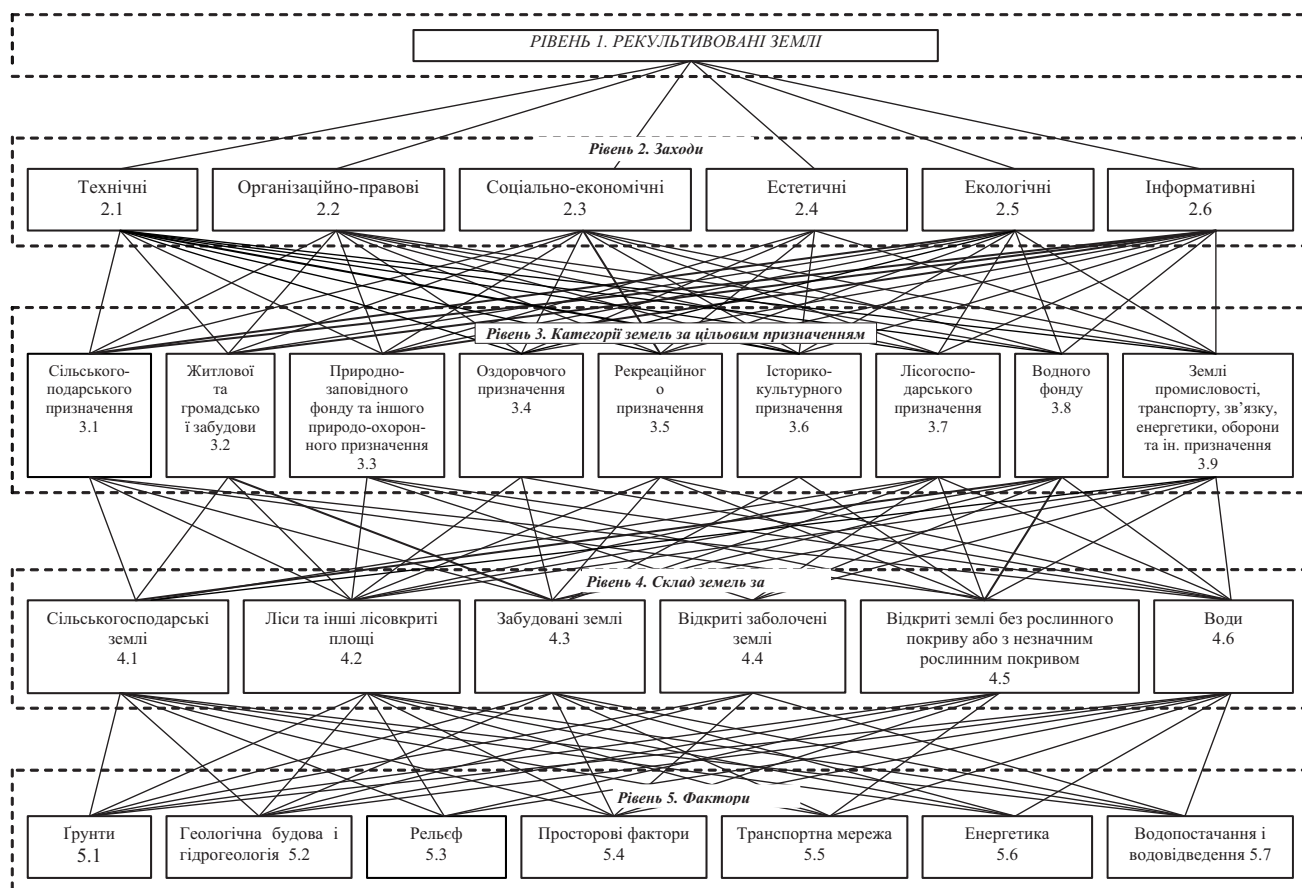 РІВЕНЬ 1. РЕКУЛЬТИВОВАНІ ЗЕМЛІ
Рівень 2. Заходи
Технічні
2.1
Організаційно-правові
2.2
Соціально-економічні
2.3
Естетичні
2.4
Екологічні
2.5
Інформативні
2.6
Рівень 3. Категорії земель за цільовим призначенням
Сільського-
подарського
призначення
3.1
Житлової
та
громадсько
ї забудови
3.2
Природно-
заповідного
фонду та іншого
природо-охорон-
ного призначення
3.3
Оздоровчого
призначення
3.4
Рекреаційног
о
призначення
3.5
Історико-
культурного
призначення
3.6
Лісогоспо-
дарського
призначення
3.7
Водного
фонду
3.8
Землі
промисловості,
транспорту, зв’язку,
енергетики, оборони
та ін. призначення
3.9
Рівень 4. Склад земель за
Сільськогосподарські
землі
4.1
Ліси та інші лісовкриті
площі
4.2
Забудовані землі
4.3
Відкриті заболочені
землі
4.4
Відкриті землі без рослинного
покриву або з незначним
рослинним покривом
4.5
Води
4.6
Рівень 5. Фактори
Ґрунти
5.1
Геологічна будова і
гідрогеологія 5.2
Рельєф
5.3
Просторові фактори
5.4
Транспортна мережа
5.5
Енергетика
5.6
Водопостачання і
водовідведення 5.7